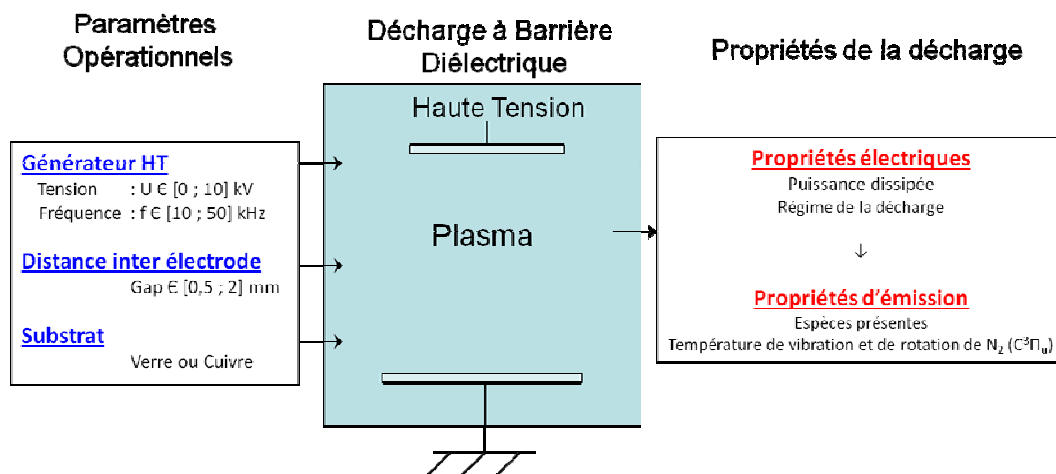 Paramètres
Opérationnels
Générateur HT
Tension : U Є [0 ; 10] kV
Fréquence : f Є [10 ; 50] kHz
Distance inter électrode
Gap Є [0,5 ; 2] mm
Substrat
Verre ou Cuivre
Décharge à Barrière
Diélectrique
Haute Tension
Plasma
Propriétés de la décharge
Propriétés électriques
Puissance dissipée
Régime de la décharge
↓
Propriétés d'émission
Espèces présentes
Température de vibration et de rotation de N₂ (C³Πᵤ)